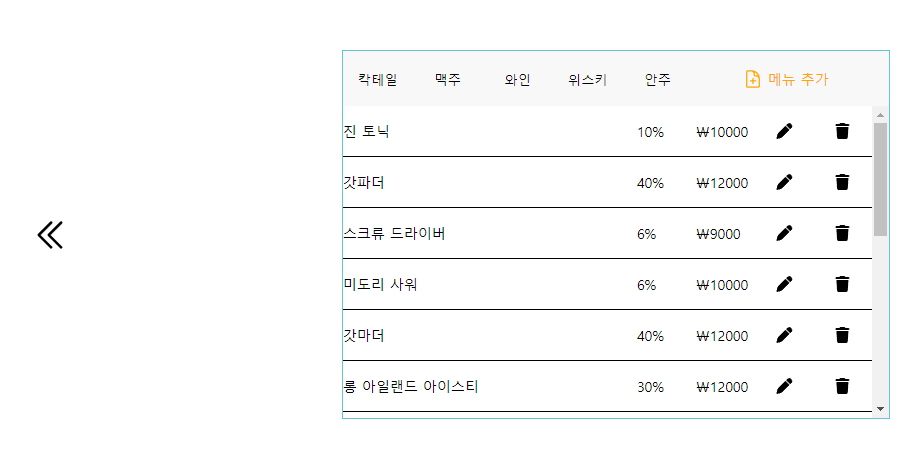 칵테일 맥주 와인 위스키 안주 메뉴 추가
진 토닉 10% ₩10000
갓파더 40% ₩12000
스크류 드라이버 6% ₩9000
미도리 사워 6% ₩10000
갓마더 40% ₩12000
롱 아일랜드 아이스티 30% ₩12000